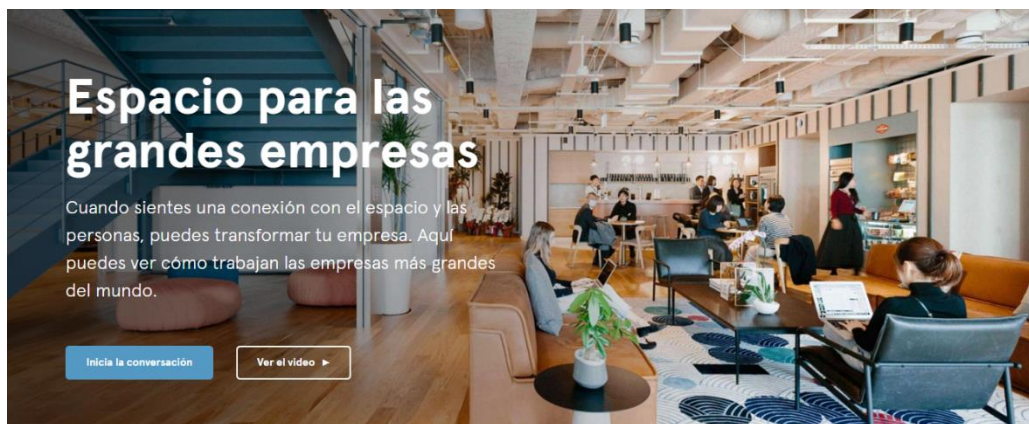 Espacio para las
grandes empresas
Cuando sientes una conexión con el espacio y las
personas, puedes transformar tu empresa. Aquí
puedes ver cómo trabajan las empresas más grandes
del mundo.
Inicia la conversación
Ver el video ►